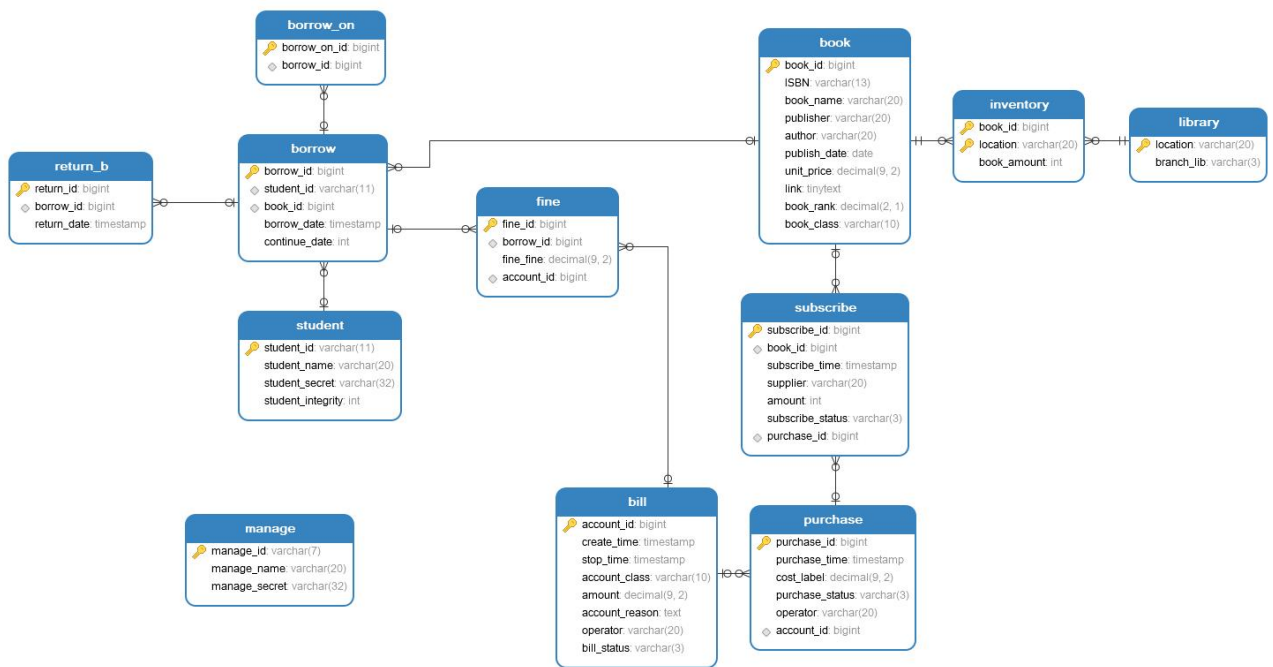 borrow_on
borrow_on_id: bigint
borrow_id: bigint
book
book_id: bigint
ISBN: varchar(13)
book_name: varchar(20)
publisher: varchar(20)
author: varchar(20)
publish_date: date
unit_price: decimal(9, 2)
link: tinytext
book_rank: decimal(2, 1)
book_class: varchar(10)
inventory
book_id: bigint
location: varchar(20)
book_amount: int
library
location: varchar(20)
branch_lib: varchar(3)
return_b
return_id: bigint
borrow_id: bigint
return_date: timestamp
borrow
borrow_id: bigint
student_id: varchar(11)
book_id: bigint
borrow_date: timestamp
continue_date: int
fine
fine_id: bigint
borrow_id: bigint
fine_fine: decimal(9, 2)
account_id: bigint
student
student_id: varchar(11)
student_name: varchar(20)
student_secret: varchar(32)
student_integrity: int
subscribe
subscribe_id: bigint
book_id: bigint
subscribe_time: timestamp
supplier: varchar(20)
amount: int
subscribe_status: varchar(3)
purchase_id: bigint
manage
manage_id: varchar(7)
manage_name: varchar(20)
manage_secret: varchar(32)
bill
account_id: bigint
create_time: timestamp
stop_time: timestamp
account_class: varchar(10)
amount: decimal(9, 2)
account_reason: text
operator: varchar(20)
bill_status: varchar(3)
purchase
purchase_id: bigint
purchase_time: timestamp
cost_label: decimal(9, 2)
purchase_status: varchar(3)
operator: varchar(20)
account_id: bigint